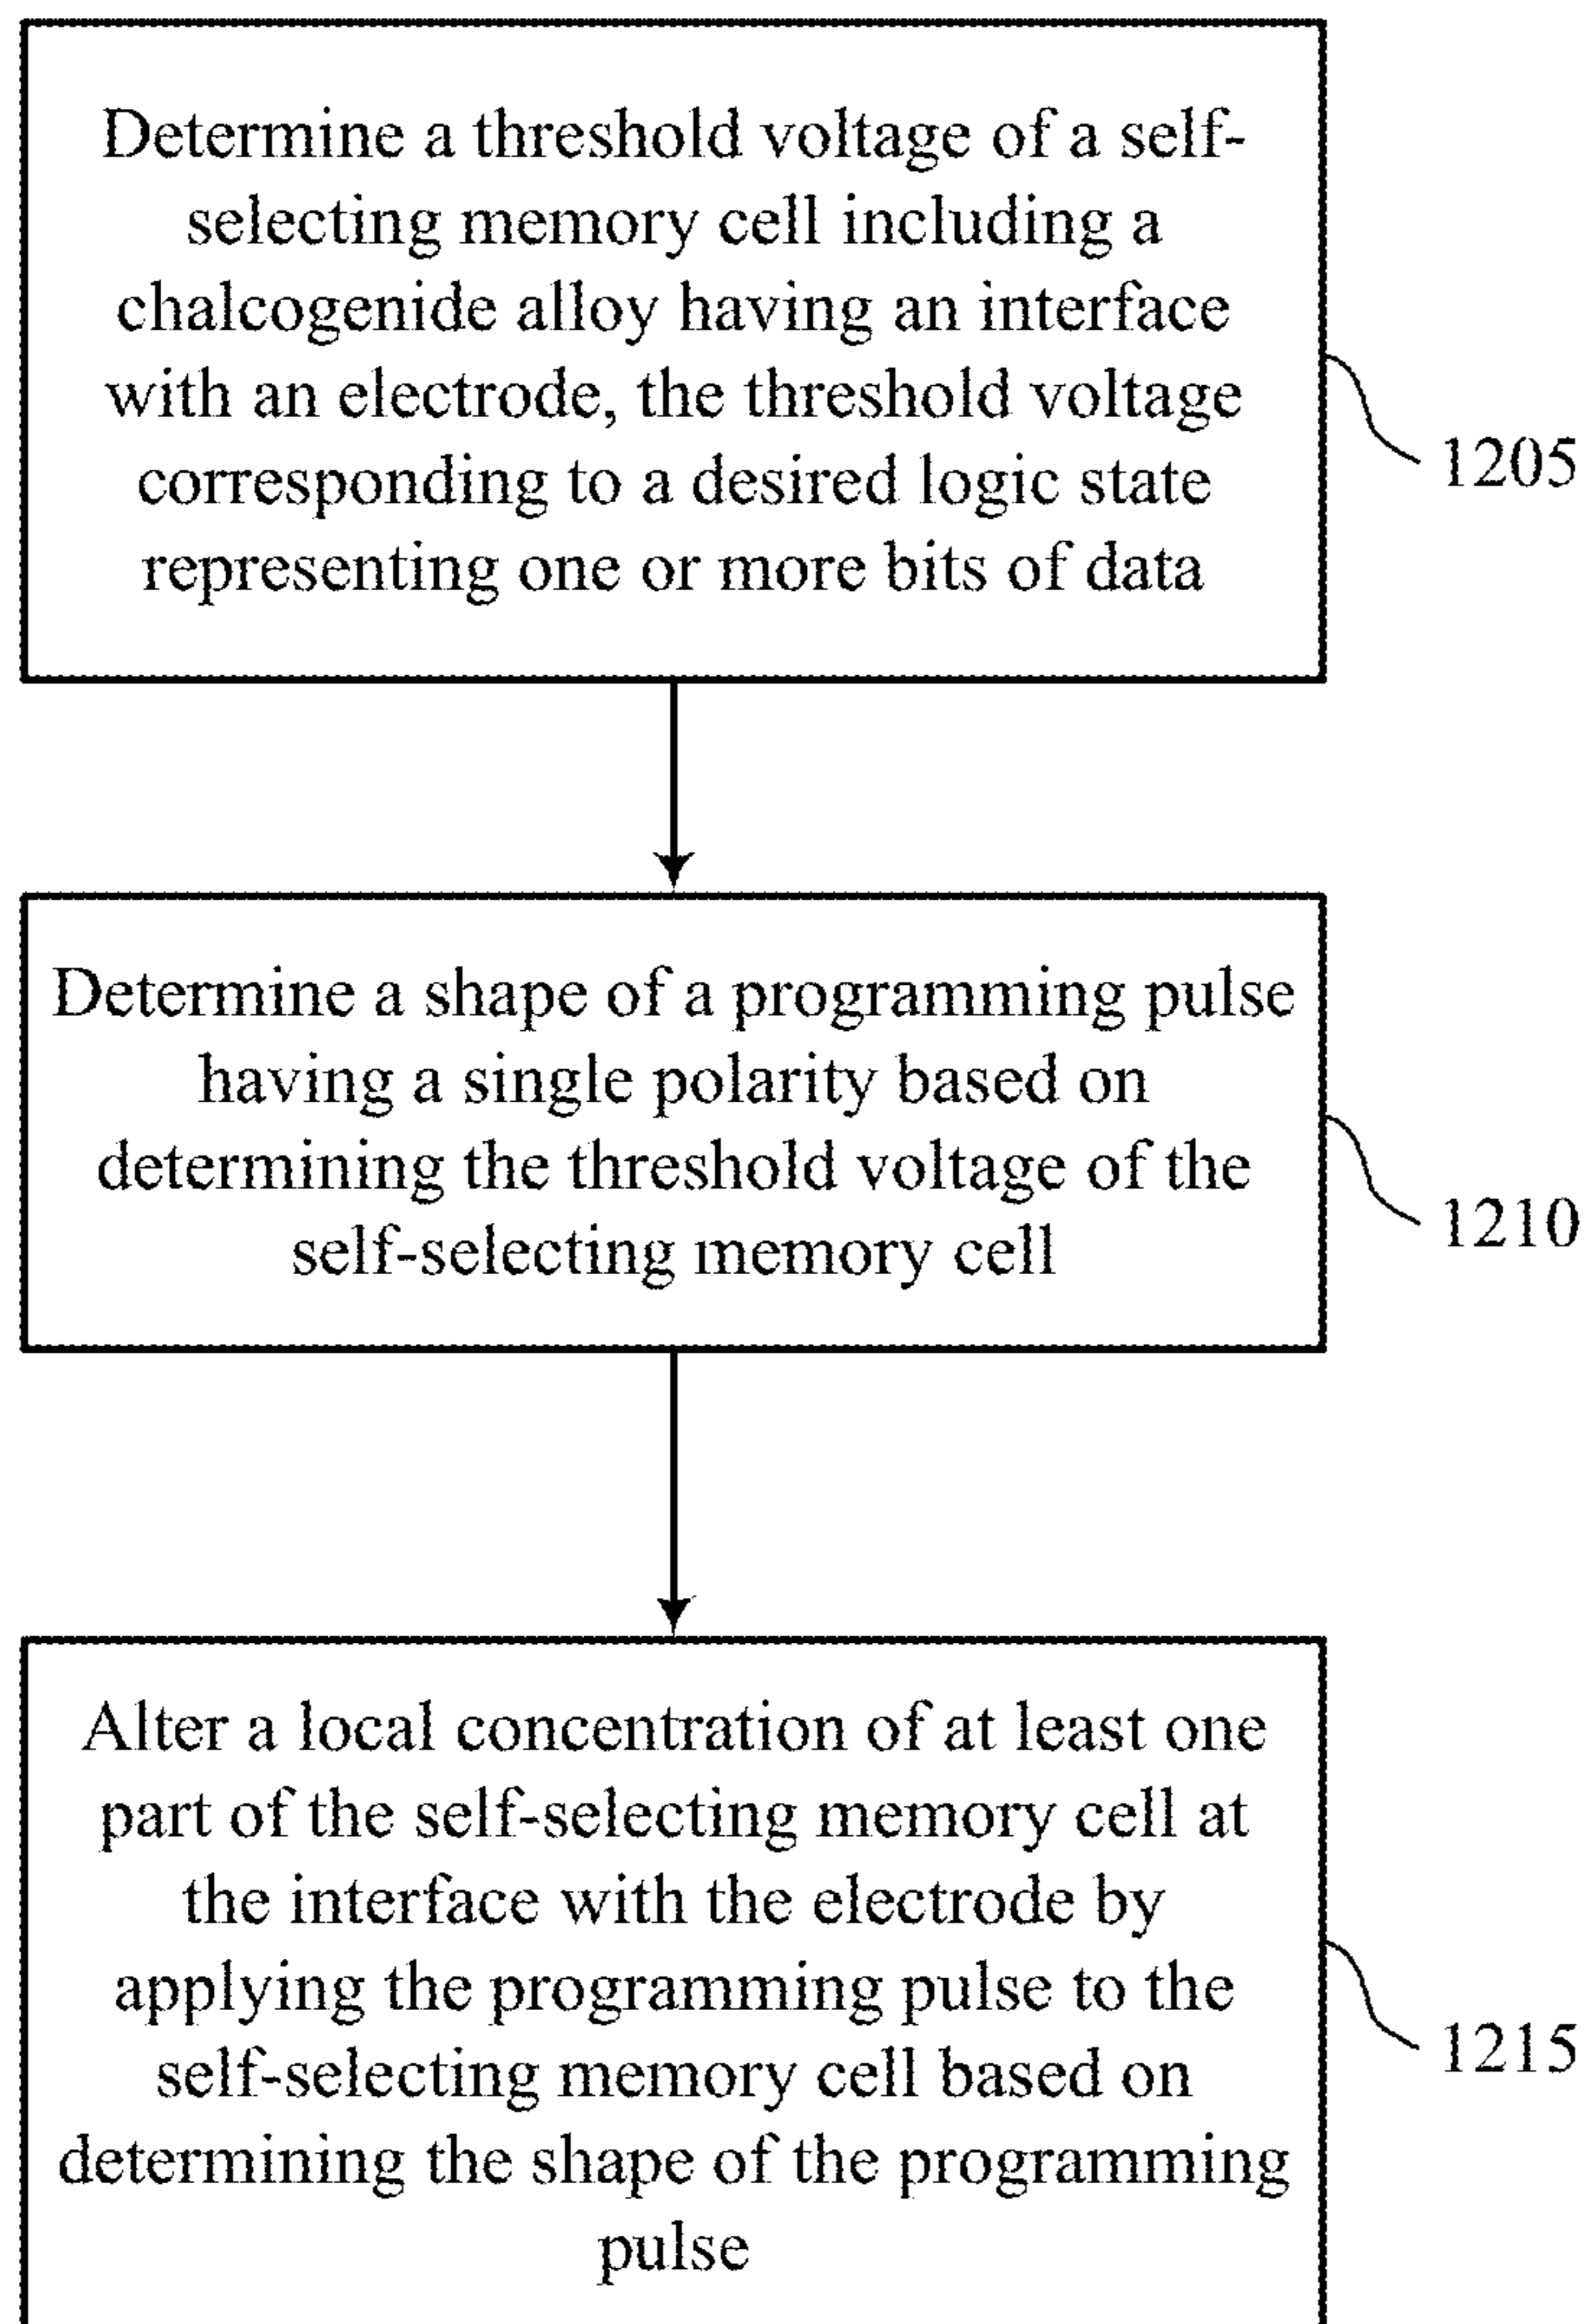 Determine a threshold voltage of a self-
selecting memory cell including a
chalcogenide alloy having an interface
with an electrode, the threshold voltage
corresponding to a desired logic state
representing one or more bits of data
1205
Determine a shape of a programming pulse
having a single polarity based on
determining the threshold voltage of the
self-selecting memory cell
1210
Alter a local concentration of at least one
part of the self-selecting memory cell at
the interface with the electrode by
applying the programming pulse to the
self-selecting memory cell based on
determining the shape of the programming
pulse
1215